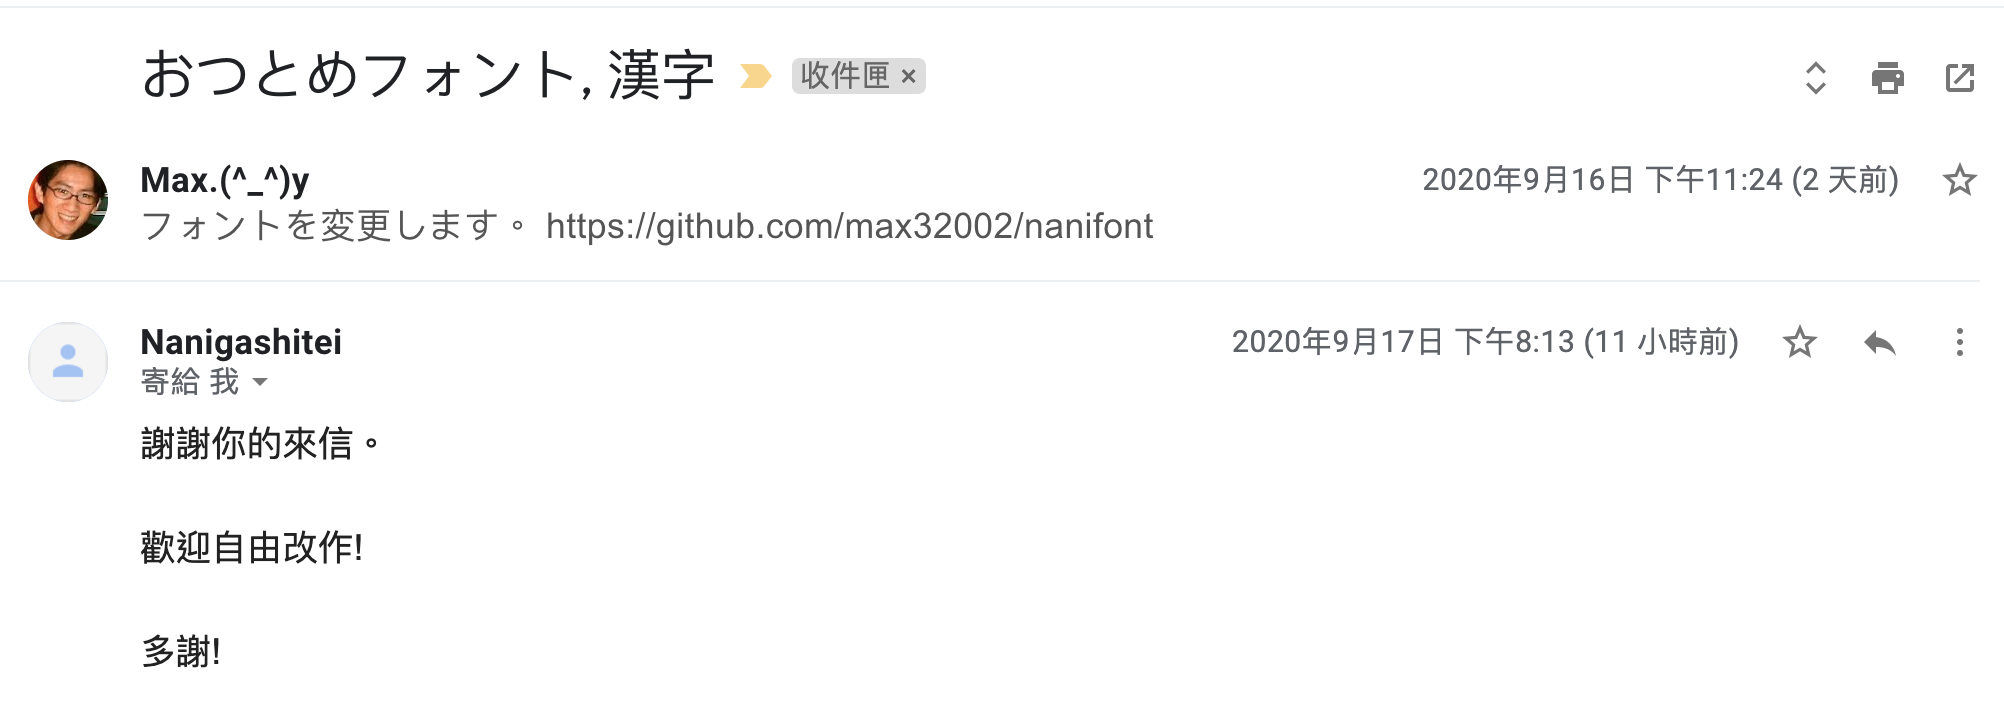 おつとめフォント, 漢字 收件匣 ×
Max.(^_^)y 2020年9月16日 下午11:24 (2 天前)
フォントを変更します。 https://github.com/max32002/nanifont
Nanigashitei 2020年9月17日 下午8:13 (11 小時前)
寄給 我
謝謝你的來信。
歡迎自由改作!
多謝!